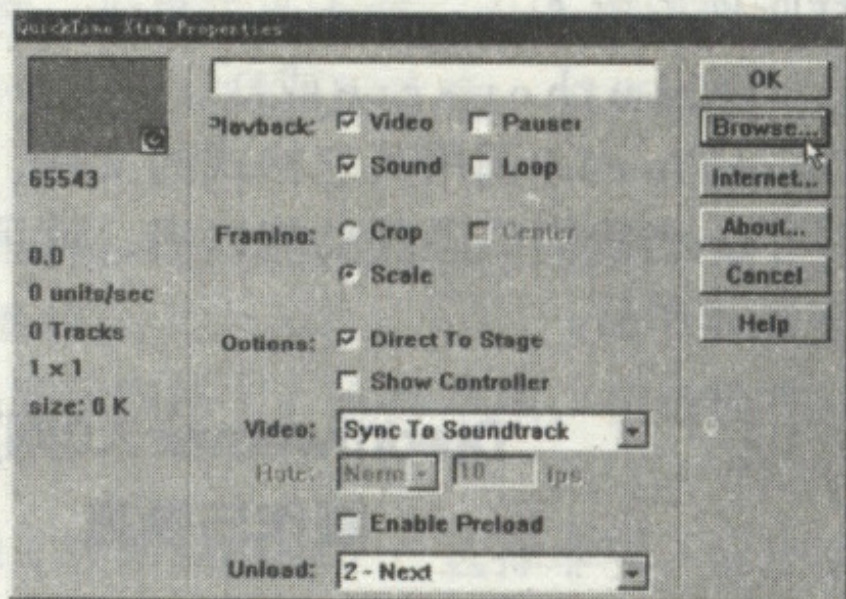 QuickTime Xtra Properties
OK
Playback: Video Pauser
Browse...
65543
Sound Loop
Internet...
Framing: Crop Center
About...
0.0
0 units/sec
Scale
Cancel
0 Tracks
Options: Direct To Stage
Help
1 x 1
Show Controller
size: 0 K
Video: Sync To Soundtrack
Rate: Norm 10 fps
Enable Preload
Unload: 2 - Next